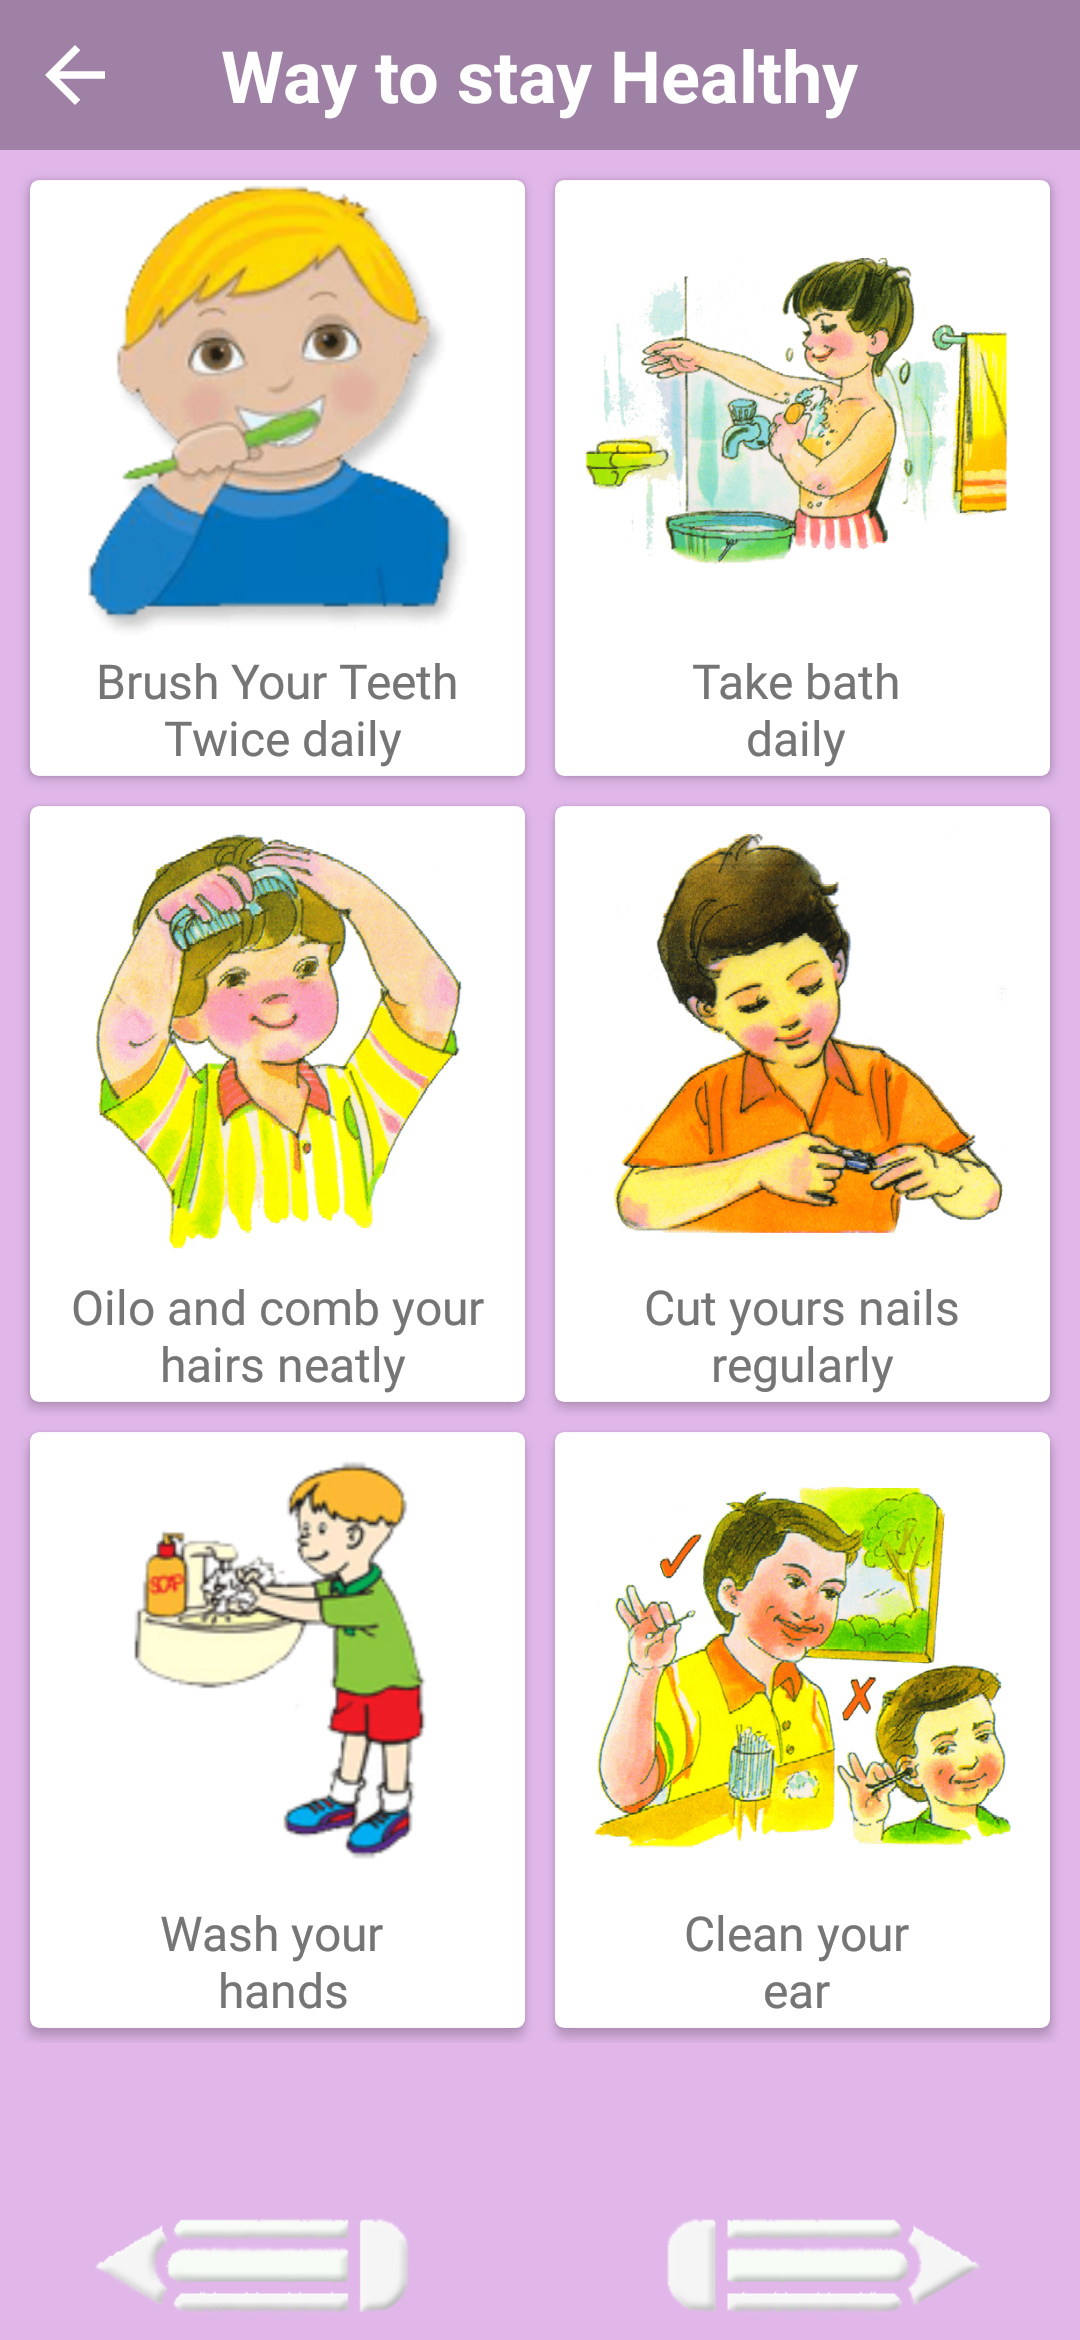 Way to stay Healthy
Brush Your Teeth
Twice daily
Take bath
daily
Oilo and comb your
hairs neatly
Cut yours nails
regularly
SOAP
Wash your
hands
Clean your
ear